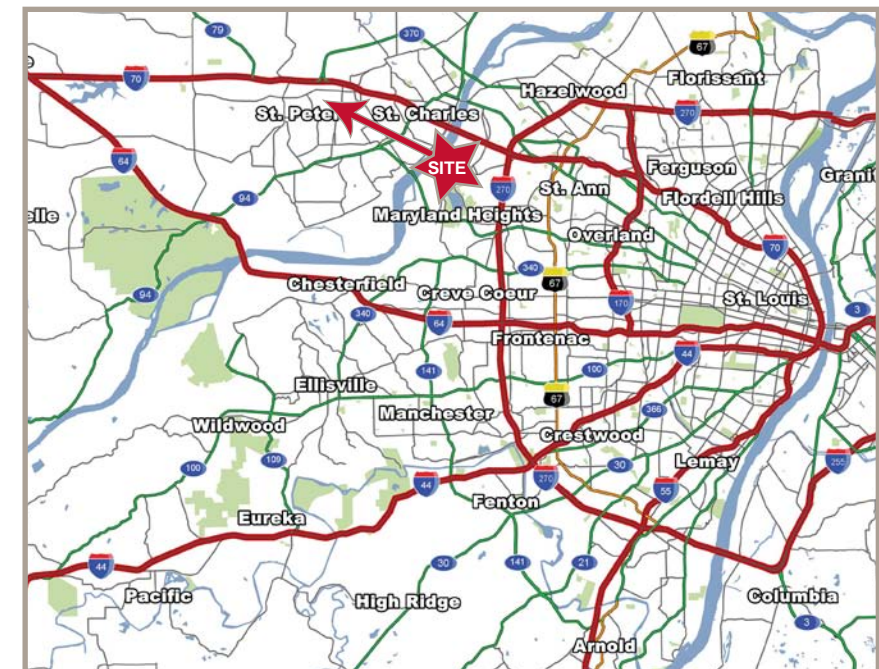 79
370
67
70
Hazelwood
Florissant
St. Peter
St. Charles
270
64
SITE
Ferguson
270
St. Ann
Granit
94
Flordell Hills
elle
Maryland Heights
Overland
70
340
Chesterfield
67
94
Creve Coeur
170
St. Louis
340
3
64
Frontenac
44
141
100
Ellisville
67
Manchester
366
Wildwood
Crestwood
100
109
30
Lemay
255
44
270
55
Fenton
Eureka
44
30
141
21
Pacific
High Ridge
Columbia
3
Arnold